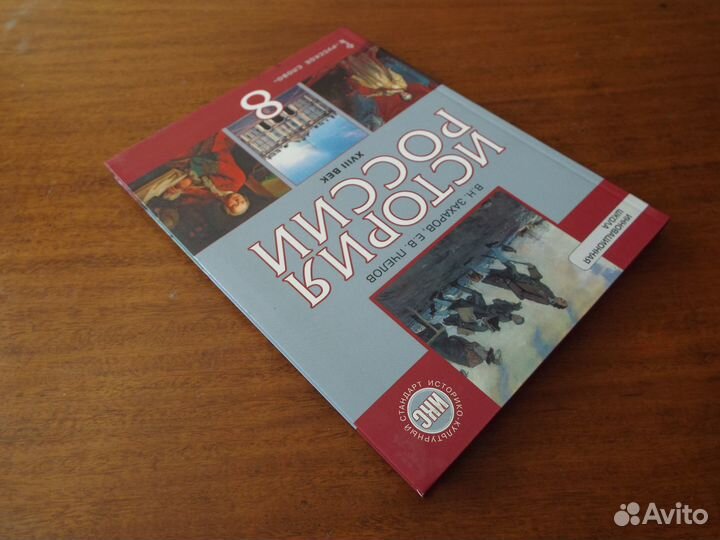 ИННОВАЦИОННАЯ
ШКОЛА
ИСТОРИКО-КУЛЬТУРНЫЙ СТАНДАРТ
ИКС
В.Н. ЗАХАРОВ, Е.В. ПЧЕЛОВ
ИСТОРИЯ
РОССИИ
XVIII ВЕК
8
«РУССКОЕ СЛОВО»
Avito